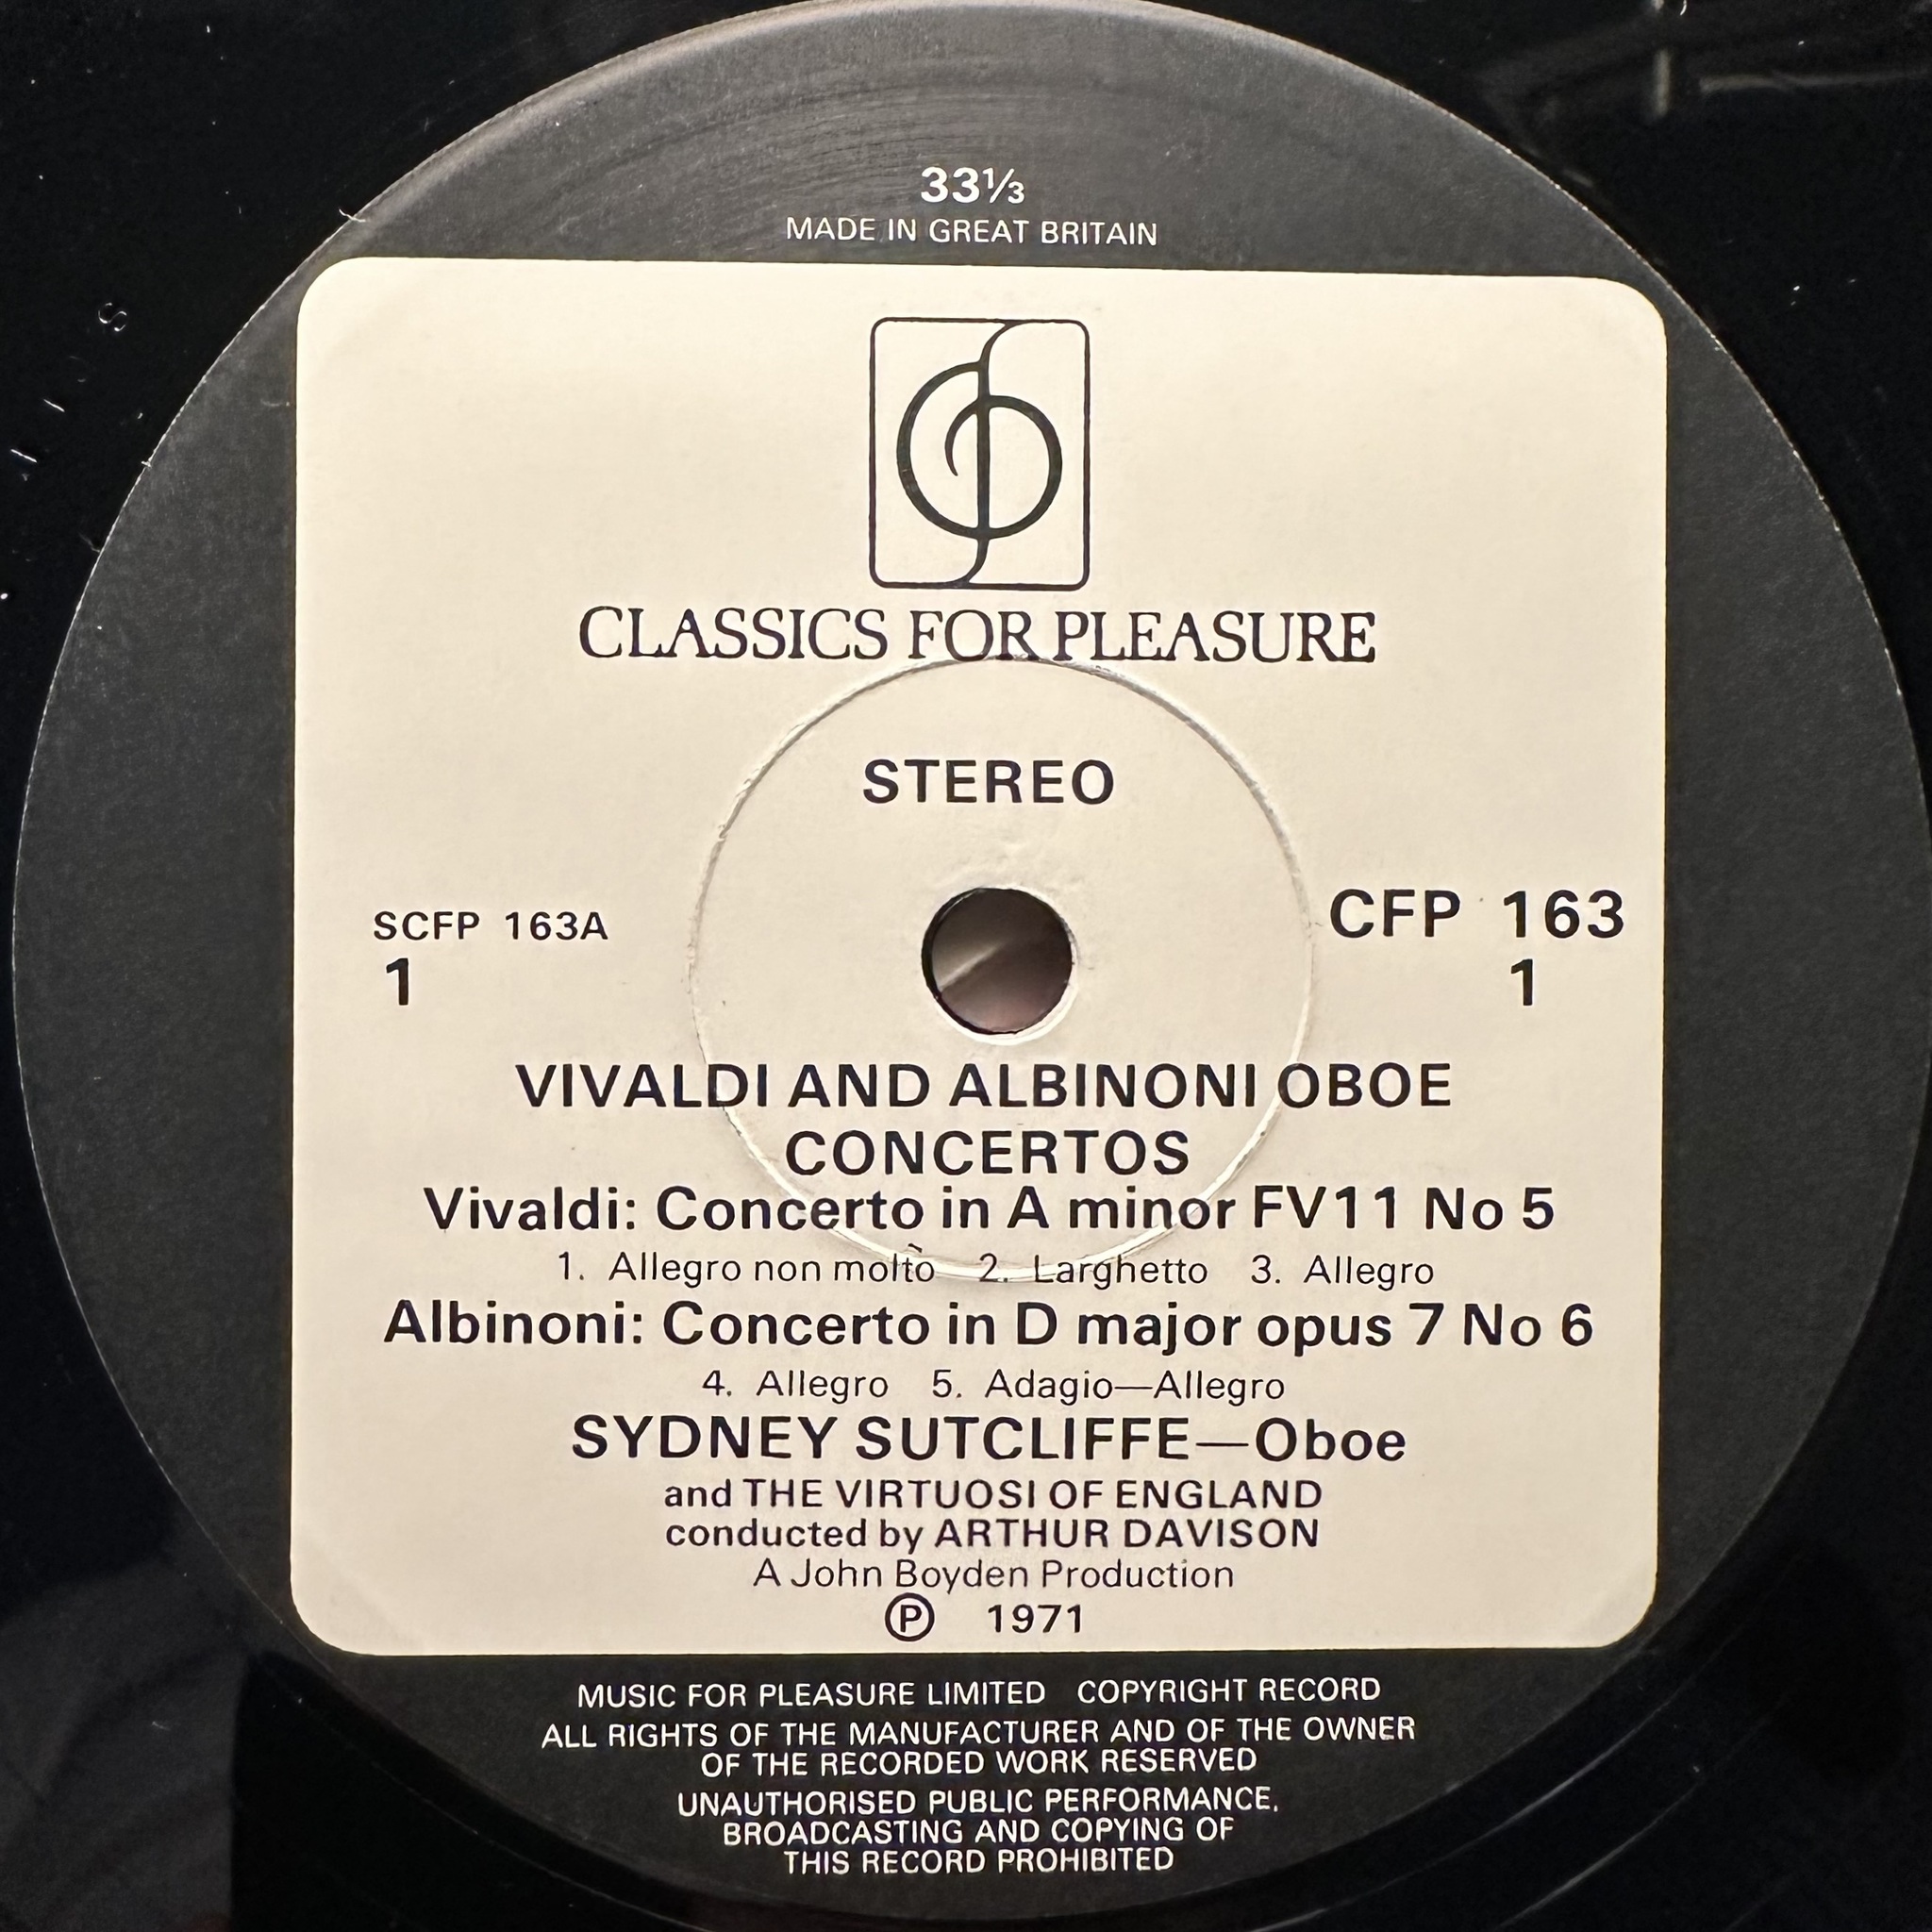 33⅓
MADE IN GREAT BRITAIN
CLASSICS FOR PLEASURE
STEREO
SCFP 163A
1
CFP 163
1
VIVALDI AND ALBINONI OBOE
CONCERTOS
Vivaldi: Concerto in A minor FV11 No 5
1. Allegro non moltò 2. Larghetto 3. Allegro
Albinoni: Concerto in D major opus 7 No 6
4. Allegro 5. Adagio—Allegro
SYDNEY SUTCLIFFE—Oboe
and THE VIRTUOSI OF ENGLAND
conducted by ARTHUR DAVISON
A John Boyden Production
Ⓟ 1971
MUSIC FOR PLEASURE LIMITED COPYRIGHT RECORD
ALL RIGHTS OF THE MANUFACTURER AND OF THE OWNER
OF THE RECORDED WORK RESERVED
UNAUTHORISED PUBLIC PERFORMANCE,
BROADCASTING AND COPYING OF
THIS RECORD PROHIBITED